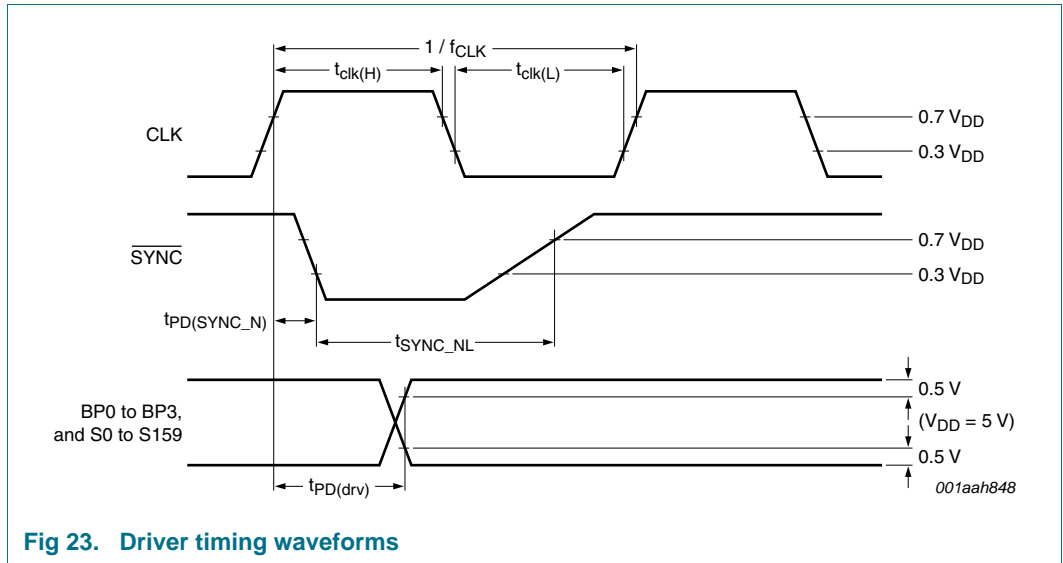 1 / fCLK
tclk(H)
tclk(L)
CLK
0.7 VDD
0.3 VDD
SYNC
0.7 VDD
0.3 VDD
tPD(SYNC_N)
tSYNC_NL
BP0 to BP3,
and S0 to S159
0.5 V
(VDD = 5 V)
0.5 V
tPD(drv)
001aah848
Fig 23. Driver timing waveforms